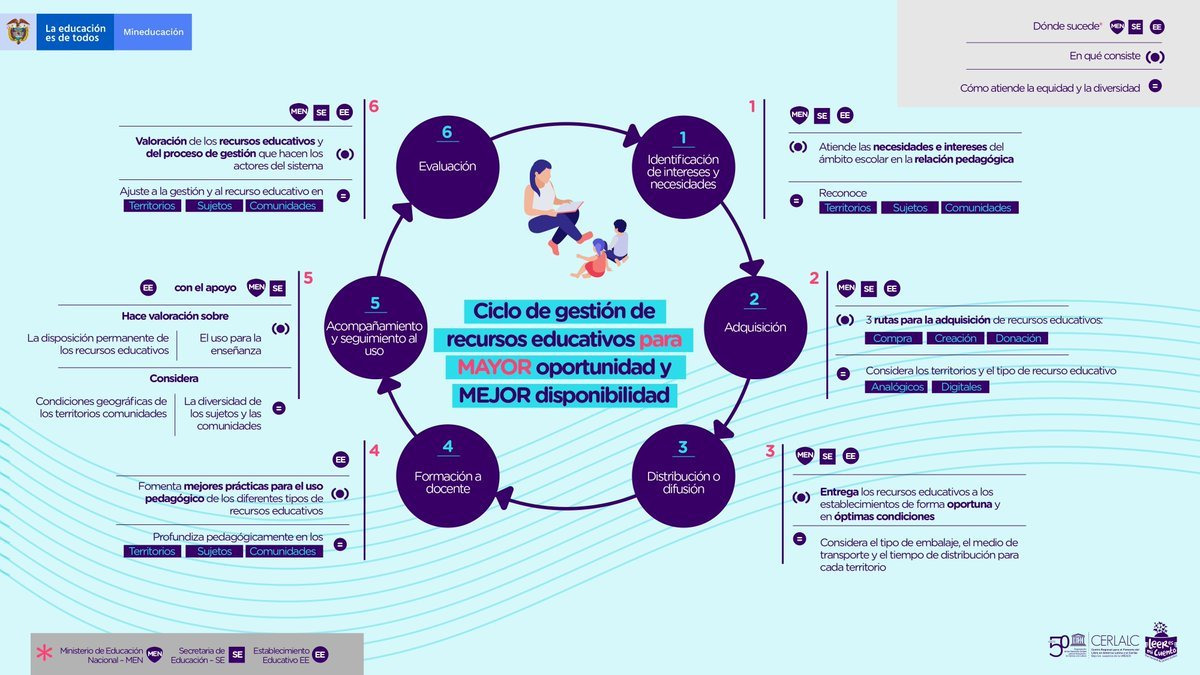 La educación
es de todos
Mineducación
Dónde sucede*
MEN SE EE
En qué consiste
Cómo atiende la equidad y la diversidad
Ciclo de gestión de
recursos educativos para
MAYOR oportunidad y
MEJOR disponibilidad
1
Identificación
de intereses y
necesidades
2
Adquisición
3
Distribución o
difusión
4
Formación a
docente
5
Acompañamiento
y seguimiento al
uso
6
Evaluación
1
MEN SE EE
Atiende las necesidades e intereses del
ámbito escolar en la relación pedagógica
Reconoce
Territorios Sujetos Comunidades
2
MEN SE EE
3 rutas para la adquisición de recursos educativos:
Compra Creación Donación
Considera los territorios y el tipo de recurso educativo
Analógicos Digitales
3
MEN SE EE
Entrega los recursos educativos a los
establecimientos de forma oportuna y
en óptimas condiciones
Considera el tipo de embalaje, el medio de
transporte y el tiempo de distribución para
cada territorio
4
EE
Fomenta mejores prácticas para el uso
pedagógico de los diferentes tipos de
recursos educativos
Profundiza pedagógicamente en los
Territorios Sujetos Comunidades
5
EE con el apoyo MEN SE
Hace valoración sobre
La disposición permanente de
los recursos educativos
El uso para la
enseñanza
Considera
Condiciones geográficas de
los territorios comunidades
La diversidad de
los sujetos y las
comunidades
6
MEN SE EE
Valoración de los recursos educativos y
del proceso de gestión que hacen los
actores del sistema
Ajuste a la gestión y al recurso educativo en
Territorios Sujetos Comunidades
* Ministerio de Educación
Nacional - MEN
MEN
Secretaria de
Educación - SE
SE
Establecimiento
Educativo EE
EE
50
CERLALC
Leer es
mi Cuento